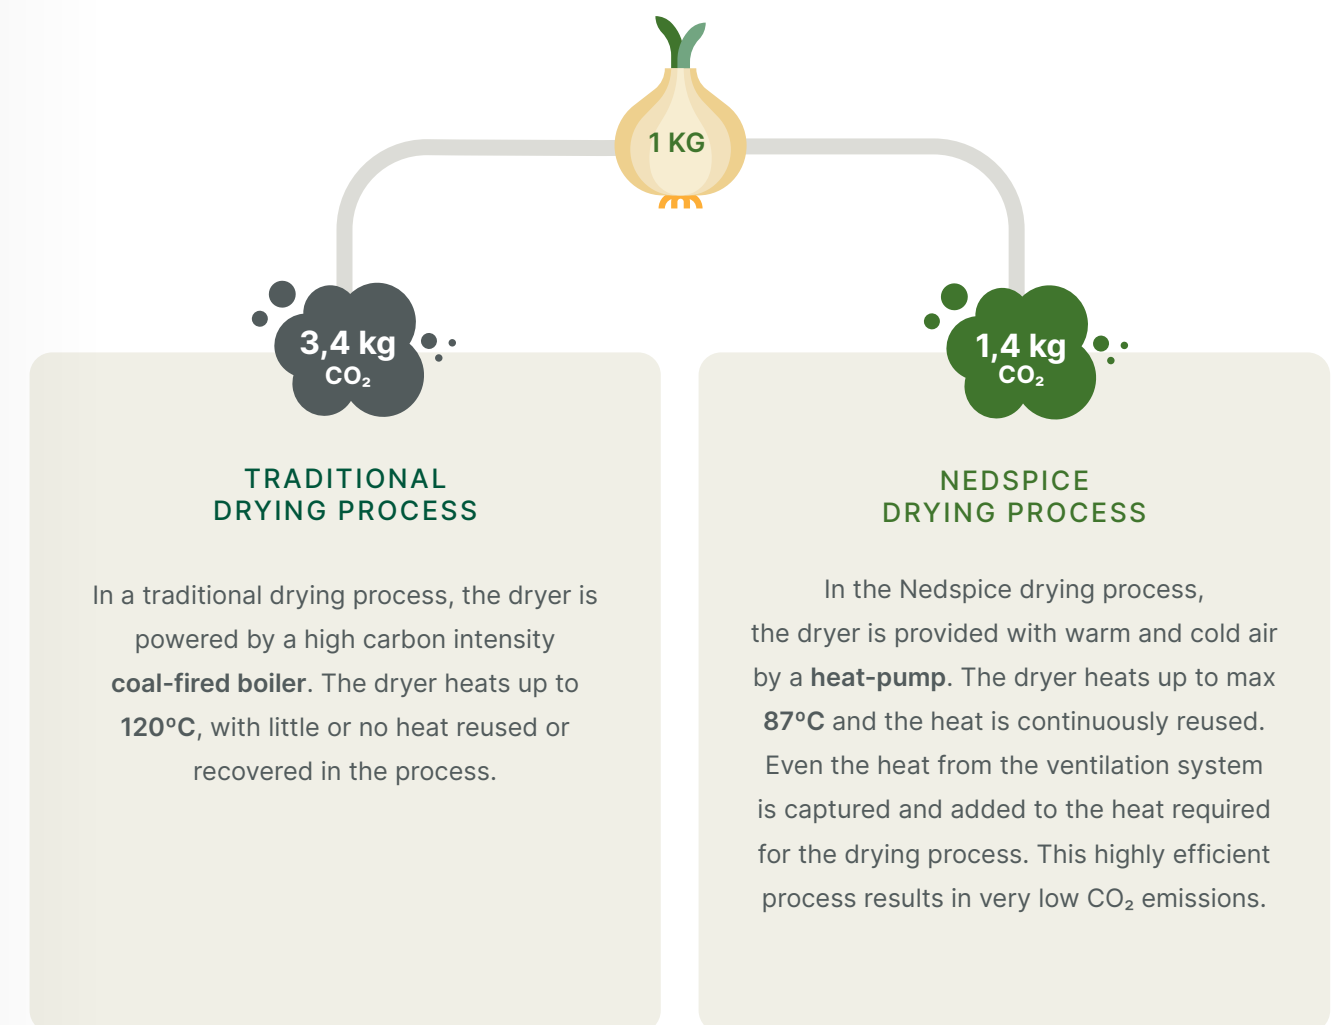 1 KG
3,4 kg
CO₂
TRADITIONAL
DRYING PROCESS
In a traditional drying process, the dryer is
powered by a high carbon intensity
coal-fired boiler. The dryer heats up to
120ºC, with little or no heat reused or
recovered in the process.
1,4 kg
CO₂
NEDSPICE
DRYING PROCESS
In the Nedspice drying process,
the dryer is provided with warm and cold air
by a heat-pump. The dryer heats up to max
87ºC and the heat is continuously reused.
Even the heat from the ventilation system
is captured and added to the heat required
for the drying process. This highly efficient
process results in very low CO₂ emissions.